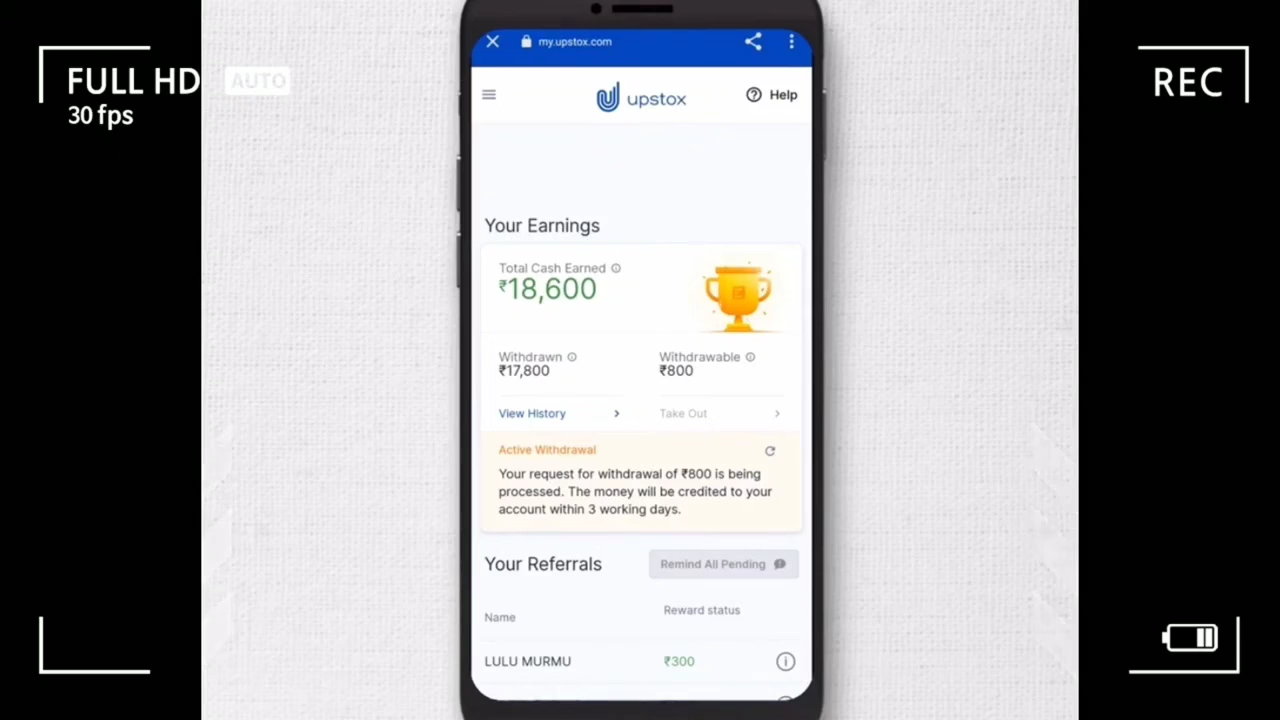 FULL HD
AUTO
30 fps
REC
my.upstox.com
upstox
Help
Your Earnings
Total Cash Earned
₹18,600
Withdrawn
Withdrawable
₹17,800
₹800
View History
Take Out
Active Withdrawal
Your request for withdrawal of ₹800 is being
processed. The money will be credited to your
account within 3 working days.
Your Referrals
Remind All Pending
Name
Reward status
LULU MURMU
₹300